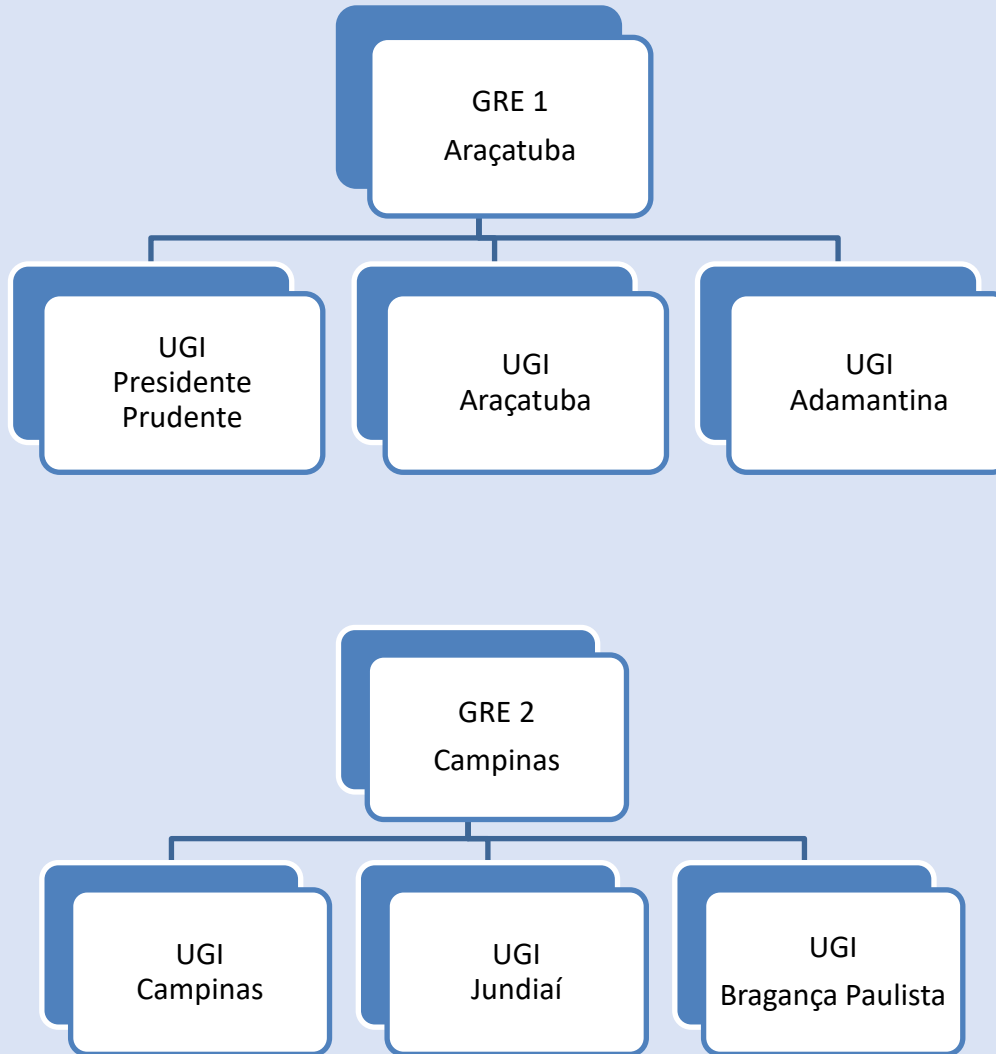 GRE 1
Araçatuba
UGI
Presidente
Prudente
UGI
Araçatuba
UGI
Adamantina
GRE 2
Campinas
UGI
Campinas
UGI
Jundiaí
UGI
Bragança Paulista